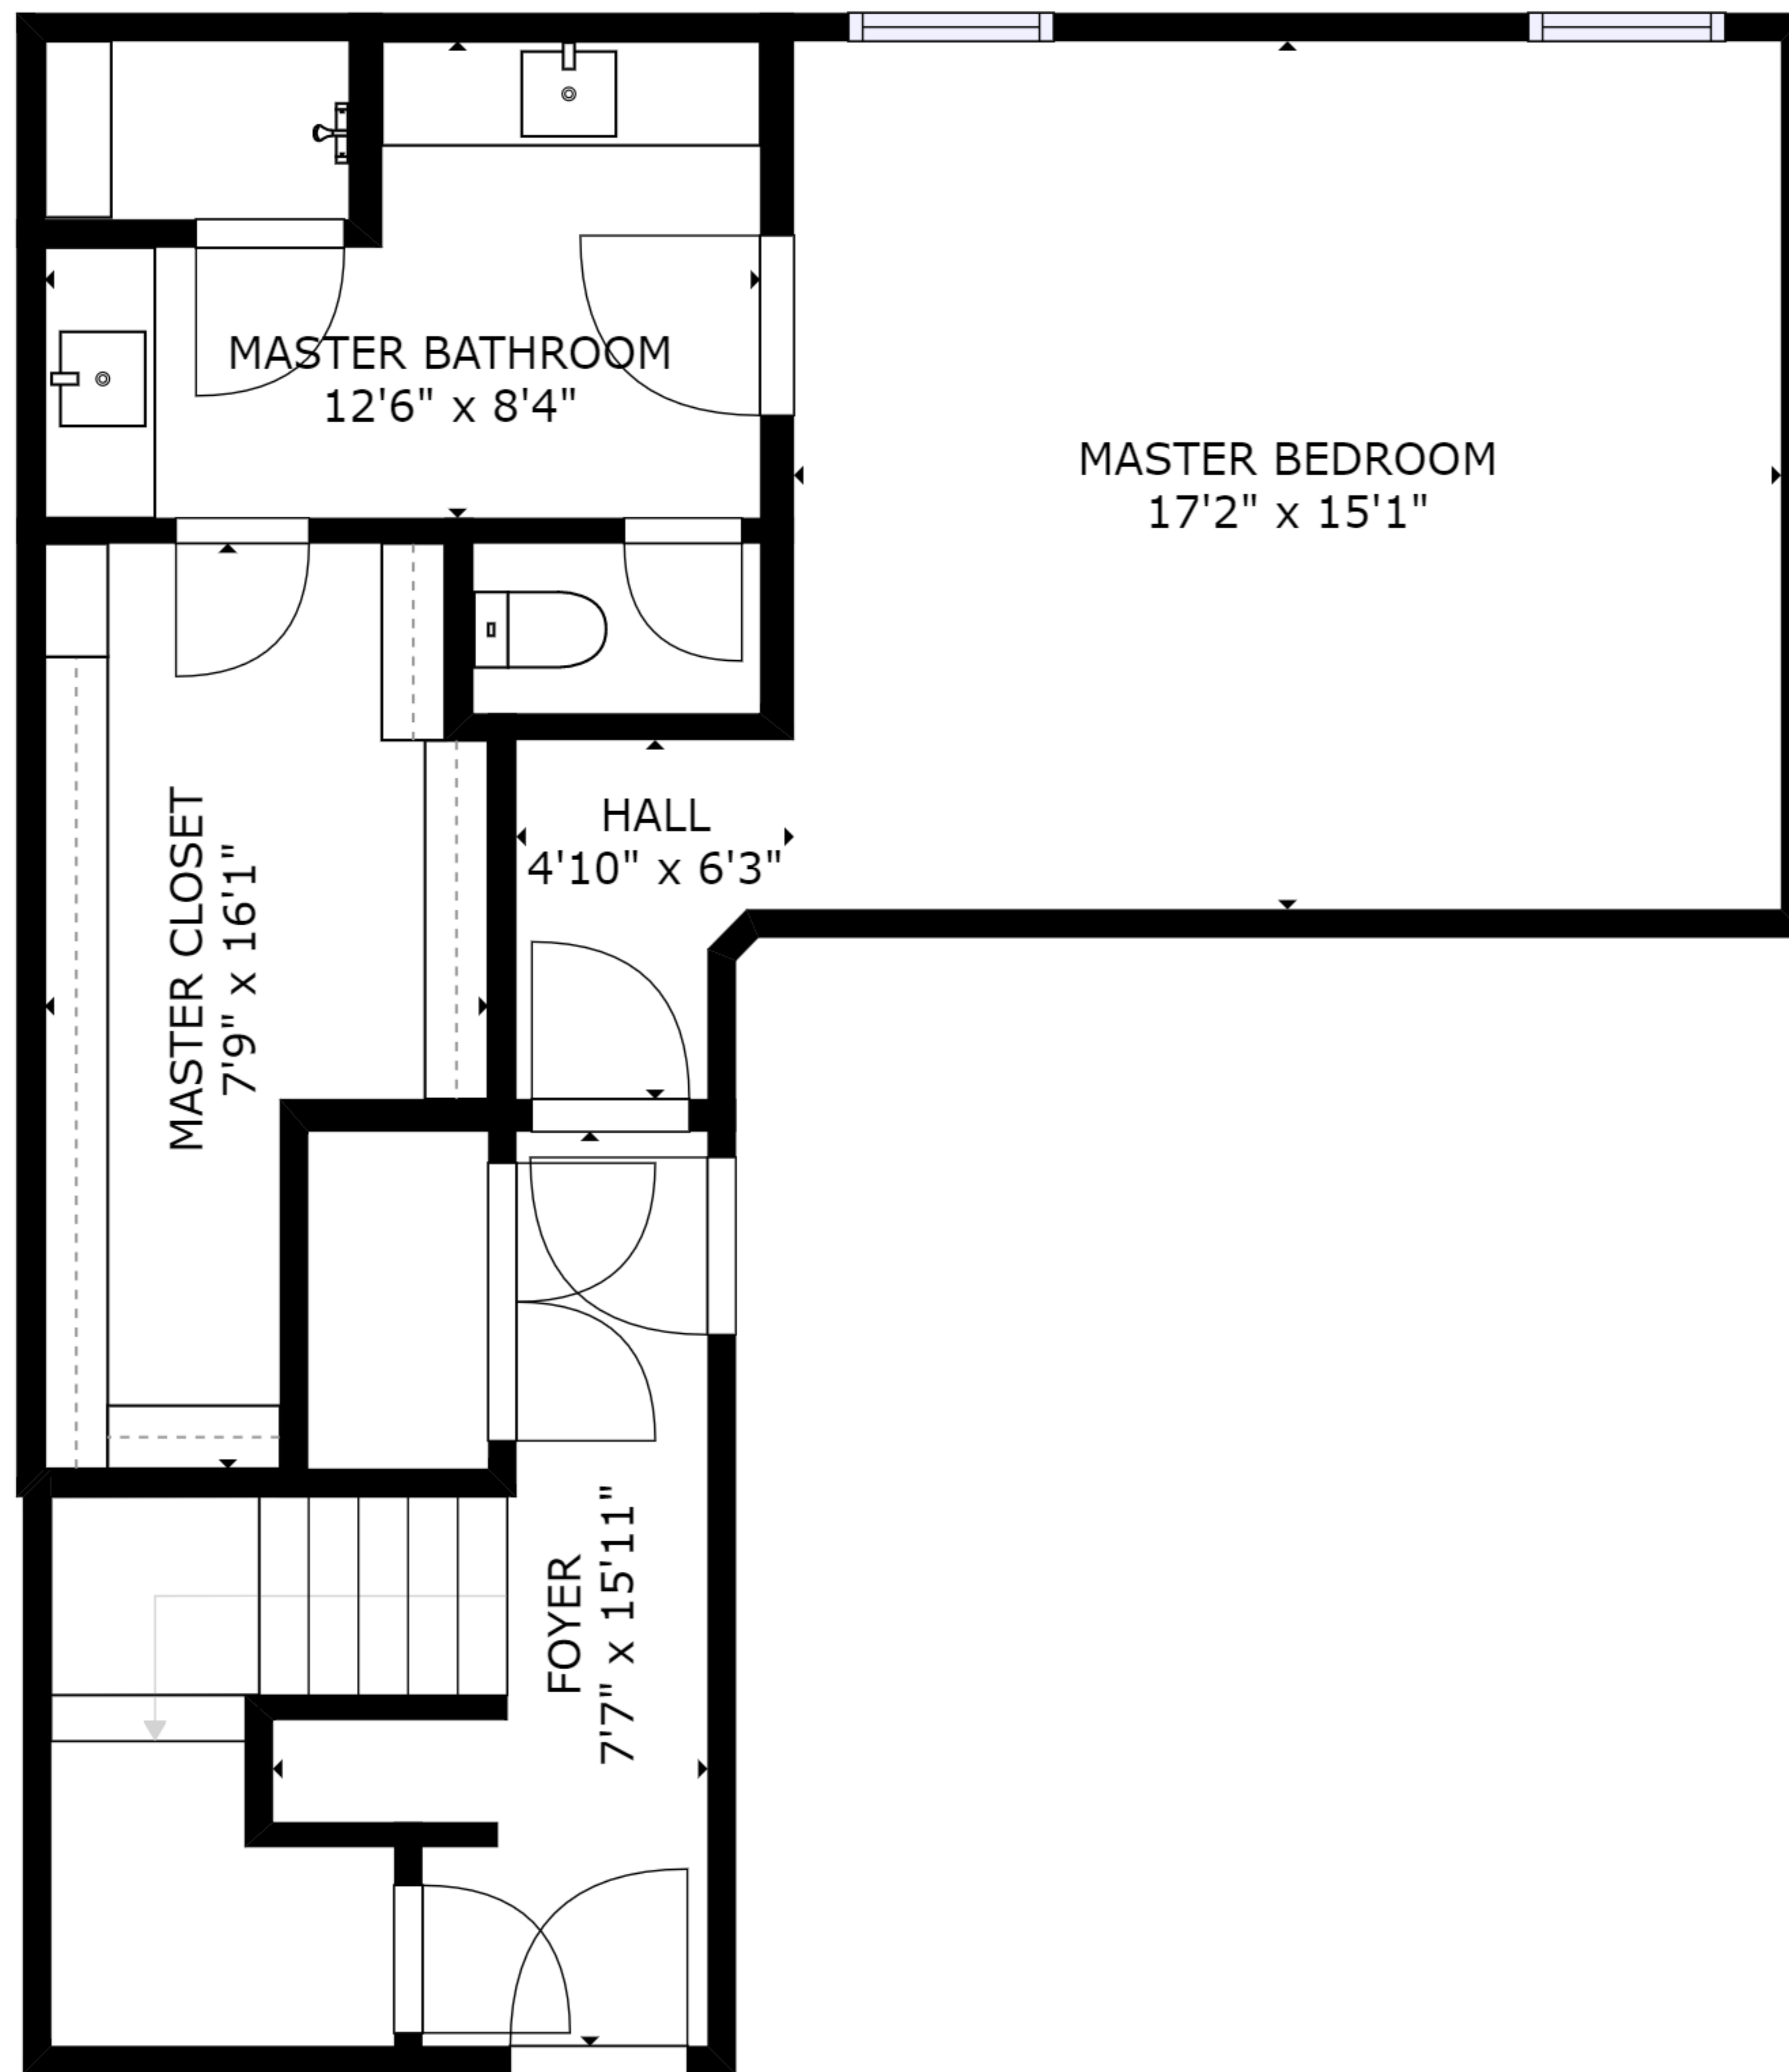 MASTER BATHROOM
12'6" x 8'4"
MASTER BEDROOM
17'2" x 15'1"
HALL
4'10" x 6'3"
MASTER CLOSET
7'9" x 16'1"
FOYER
7'7" x 15'11"